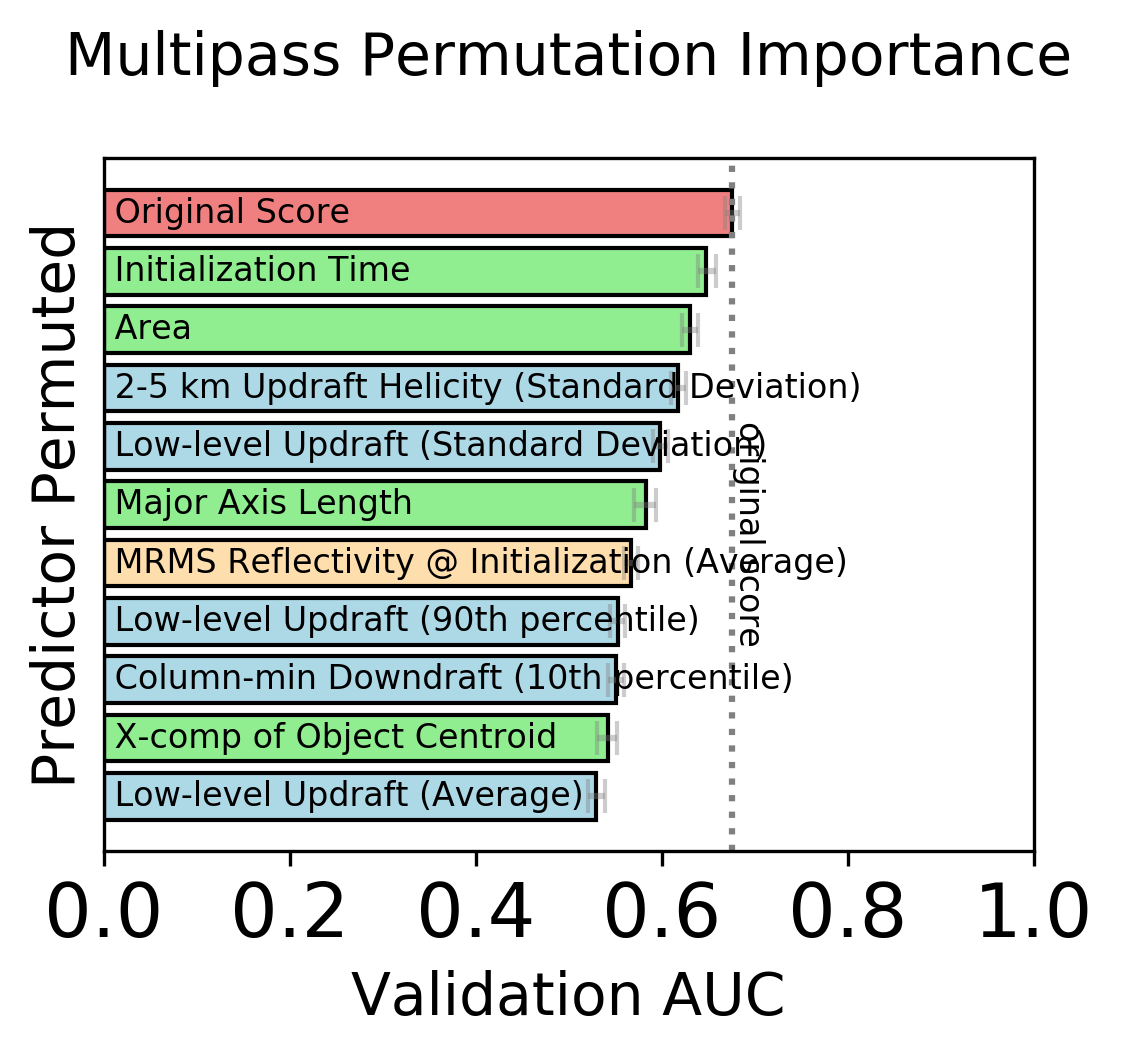 Multipass Permutation Importance
Predictor Permuted
Original Score
Initialization Time
Area
2-5 km Updraft Helicity (Standard Deviation)
Low-level Updraft (Standard Deviation)
Major Axis Length
MRMS Reflectivity @ Initialization (Average)
Low-level Updraft (90th percentile)
Column-min Downdraft (10th percentile)
X-comp of Object Centroid
Low-level Updraft (Average)
original score
0.0 0.2 0.4 0.6 0.8 1.0
Validation AUC